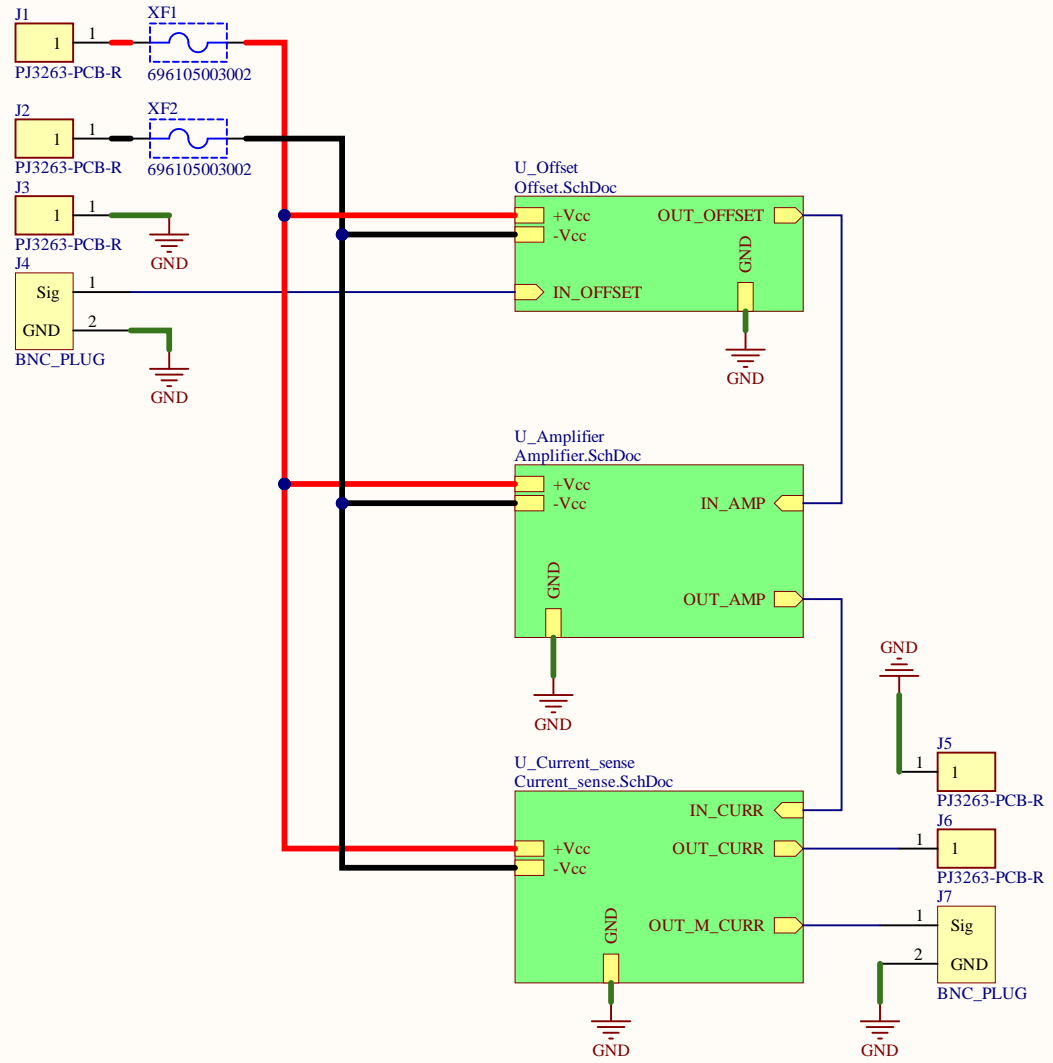 J1
1
1
PJ3263-PCB-R
XF1
696105003002
J2
1
1
PJ3263-PCB-R
XF2
696105003002
J3
1
1
PJ3263-PCB-R
GND
J4
Sig
1
GND
2
BNC_PLUG
GND
U_Offset
Offset.SchDoc
+Vcc
-Vcc
OUT_OFFSET
IN_OFFSET
GND
GND
U_Amplifier
Amplifier.SchDoc
+Vcc
-Vcc
IN_AMP
OUT_AMP
GND
GND
U_Current_sense
Current_sense.SchDoc
IN_CURR
+Vcc
-Vcc
OUT_CURR
OUT_M_CURR
GND
GND
GND
J5
1
1
PJ3263-PCB-R
J6
1
1
PJ3263-PCB-R
J7
1
Sig
2
GND
BNC_PLUG
GND